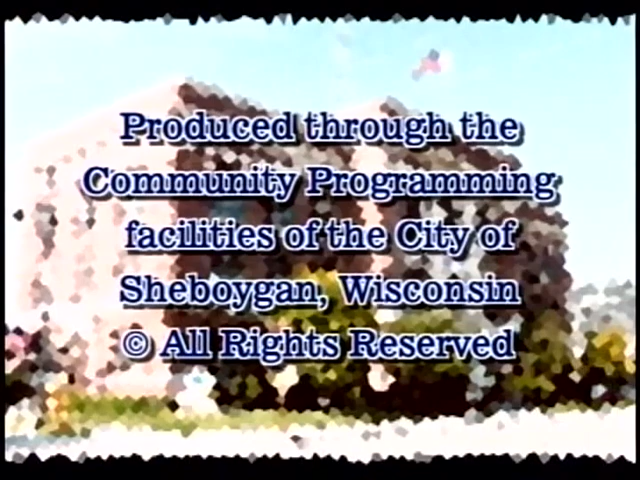 Produced through the
Community Programming
facilities of the City of
Sheboygan, Wisconsin
© All Rights Reserved